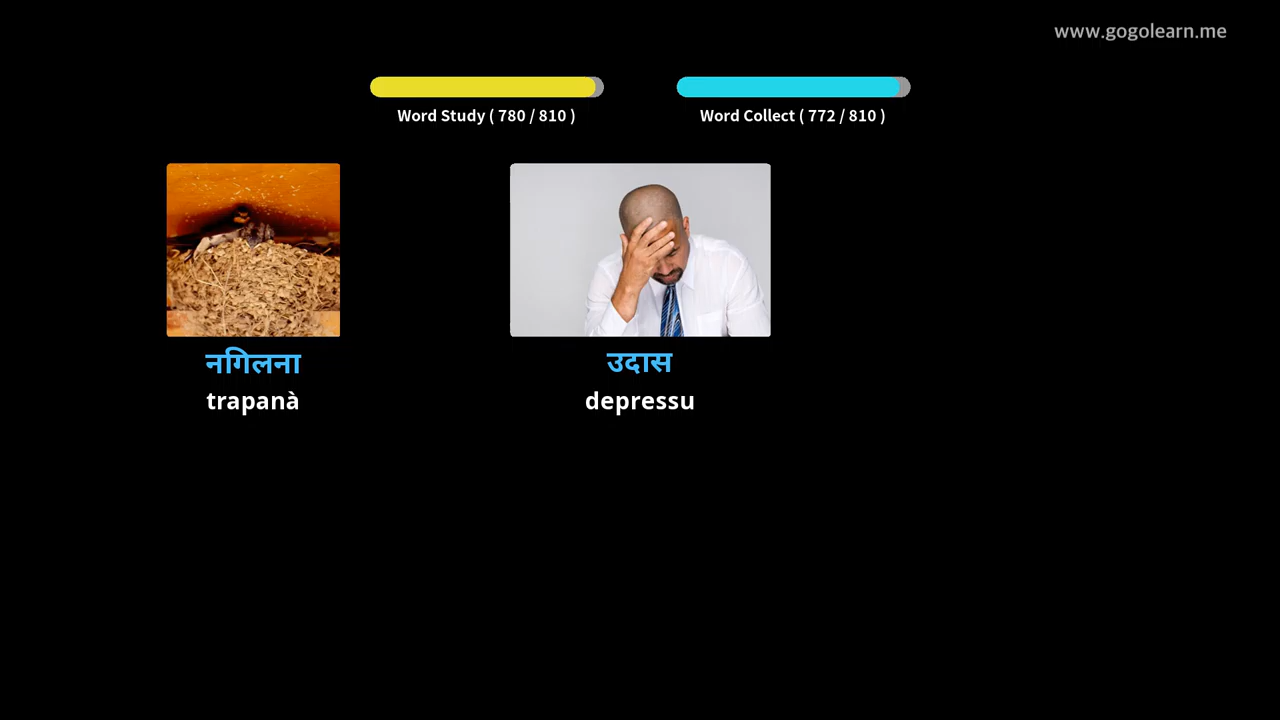 www.gogolearn.me
Word Study ( 780 / 810 )
Word Collect ( 772 / 810 )
नगिलना
trapanà
उदास
depressu